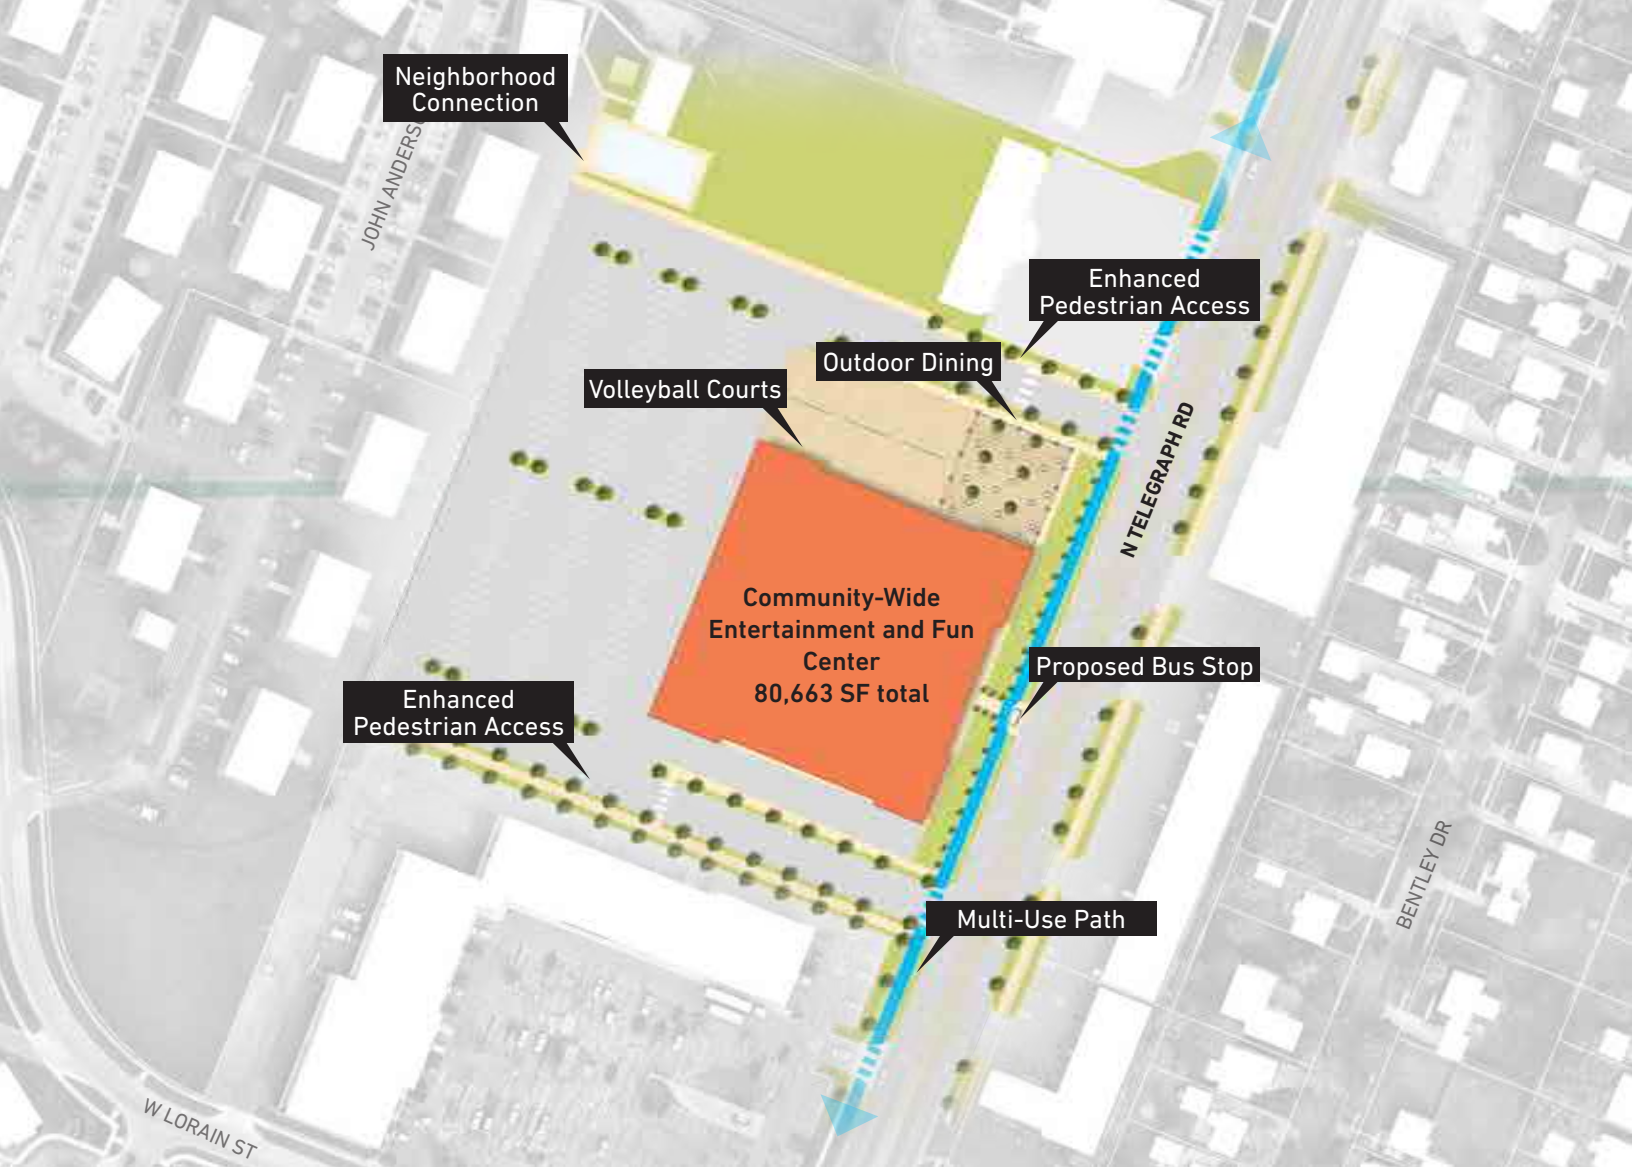 Neighborhood
Connection
JOHN ANDERSO
Enhanced
Pedestrian Access
Outdoor Dining
Volleyball Courts
N TELEGRAPH RD
Community-Wide
Entertainment and Fun
Center
80,663 SF total
Proposed Bus Stop
Enhanced
Pedestrian Access
BENTLEY DR
Multi-Use Path
W LORAIN ST